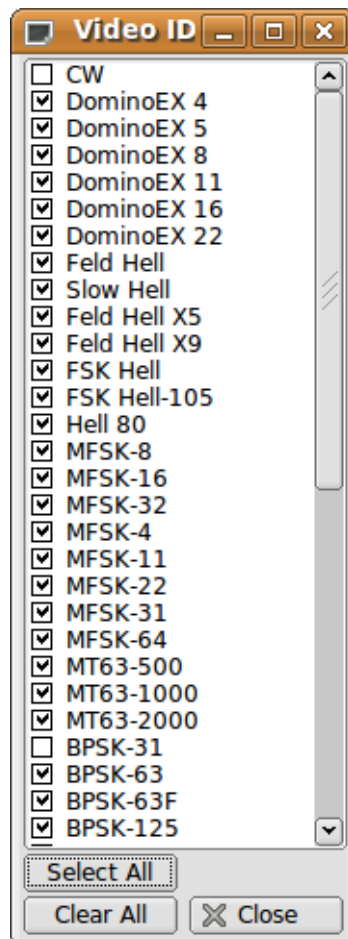 Video ID
CW
DominoEX 4
DominoEX 5
DominoEX 8
DominoEX 11
DominoEX 16
DominoEX 22
Feld Hell
Slow Hell
Feld Hell X5
Feld Hell X9
FSK Hell
FSK Hell-105
Hell 80
MFSK-8
MFSK-16
MFSK-32
MFSK-4
MFSK-11
MFSK-22
MFSK-31
MFSK-64
MT63-500
MT63-1000
MT63-2000
BPSK-31
BPSK-63
BPSK-63F
BPSK-125
Select All
Clear All Close